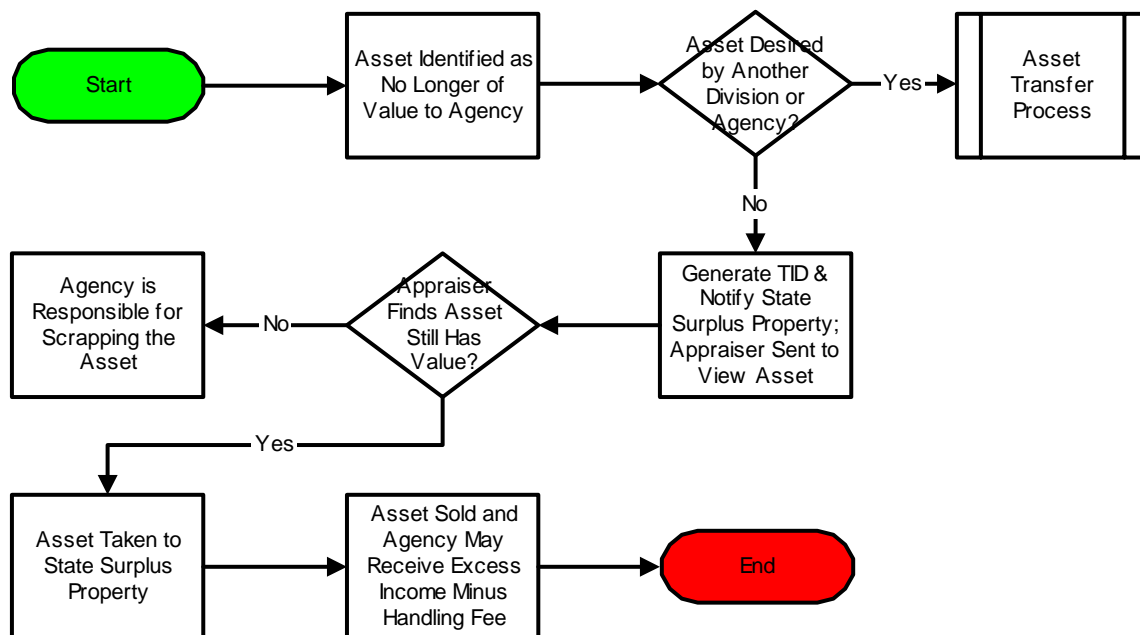 Start
Asset Identified as
No Longer of
Value to Agency
Asset Desired
by Another
Division or
Agency?
Yes
Asset
Transfer
Process
No
Generate TID &
Notify State
Surplus Property;
Appraiser Sent to
View Asset
Appraiser
Finds Asset
Still Has
Value?
No
Agency is
Responsible for
Scrapping the
Asset
Yes
Asset Taken to
State Surplus
Property
Asset Sold and
Agency May
Receive Excess
Income Minus
Handling Fee
End